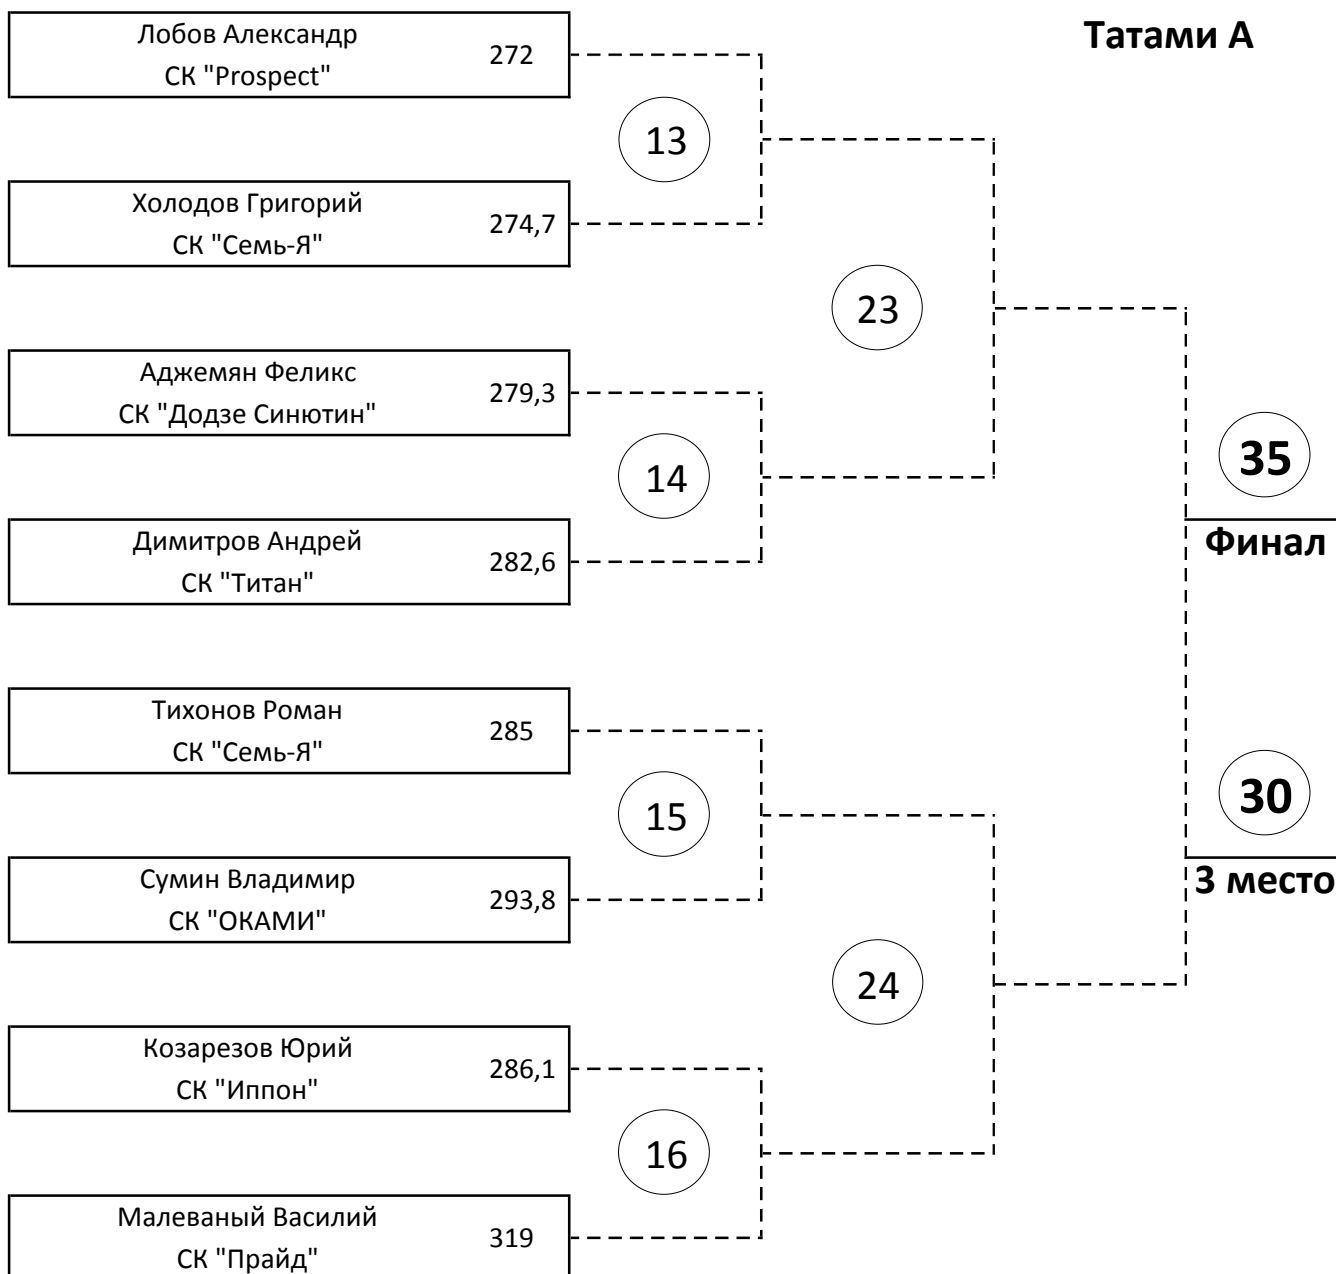 Татами А
Лобов Александр
СК "Prospect"
272
13
Холодов Григорий
СК "Семь-Я"
274,7
23
Аджемян Феликс
СК "Додзе Синютин"
279,3
14
35
Финал
Димитров Андрей
СК "Титан"
282,6
Тихонов Роман
СК "Семь-Я"
285
15
30
3 место
Сумин Владимир
СК "ОКАМИ"
293,8
24
Козарезов Юрий
СК "Иппон"
286,1
16
Малеваный Василий
СК "Прайд"
319